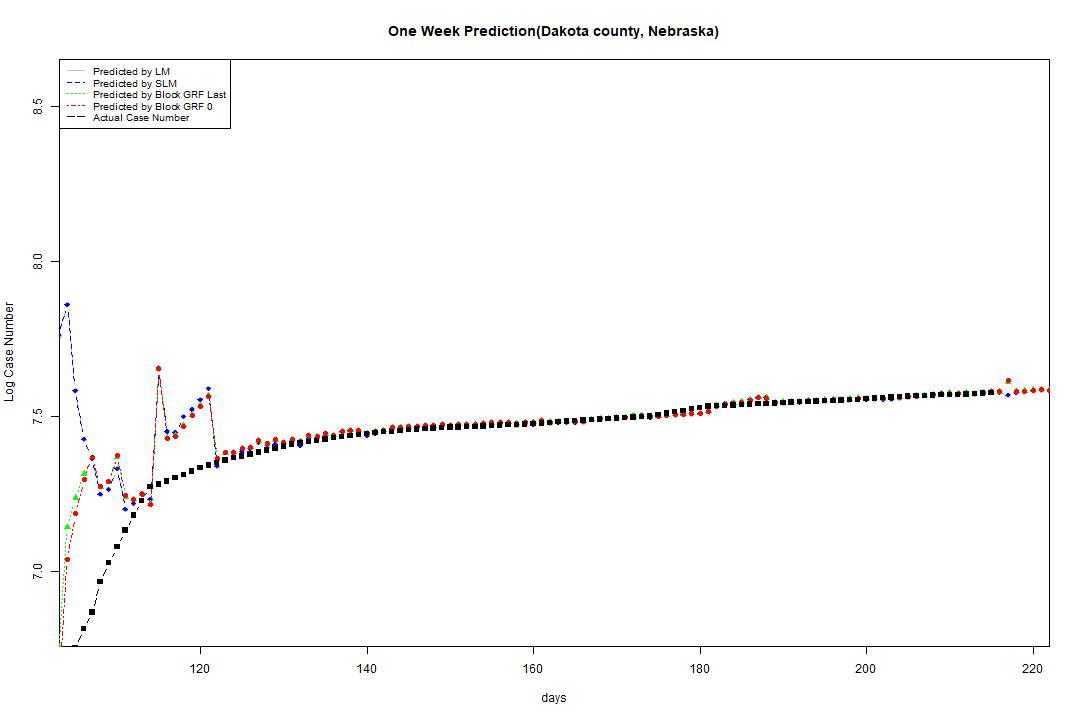 One Week Prediction(Dakota county, Nebraska)
Predicted by LM
Predicted by SLM
Predicted by Block GRF Last
Predicted by Block GRF 0
Actual Case Number
8.5
8.0
7.5
7.0
Log Case Number
120 140 160 180 200 220
days